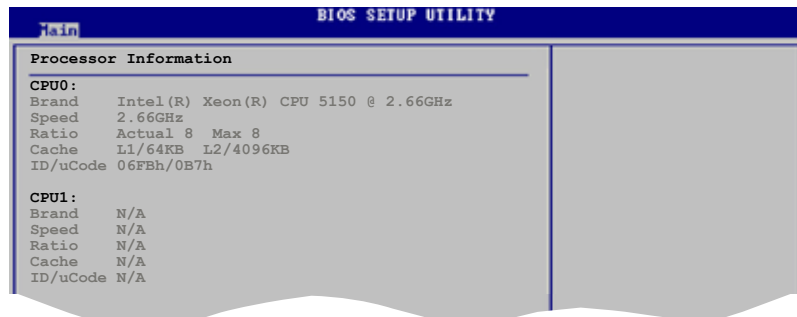 BIOS SETUP UTILITY
Main
Processor Information
CPU0:
Brand Intel(R) Xeon(R) CPU 5150 @ 2.66GHz
Speed 2.66GHz
Ratio Actual 8 Max 8
Cache L1/64KB L2/4096KB
ID/uCode 06FBh/0B7h
CPU1:
Brand N/A
Speed N/A
Ratio N/A
Cache N/A
ID/uCode N/A